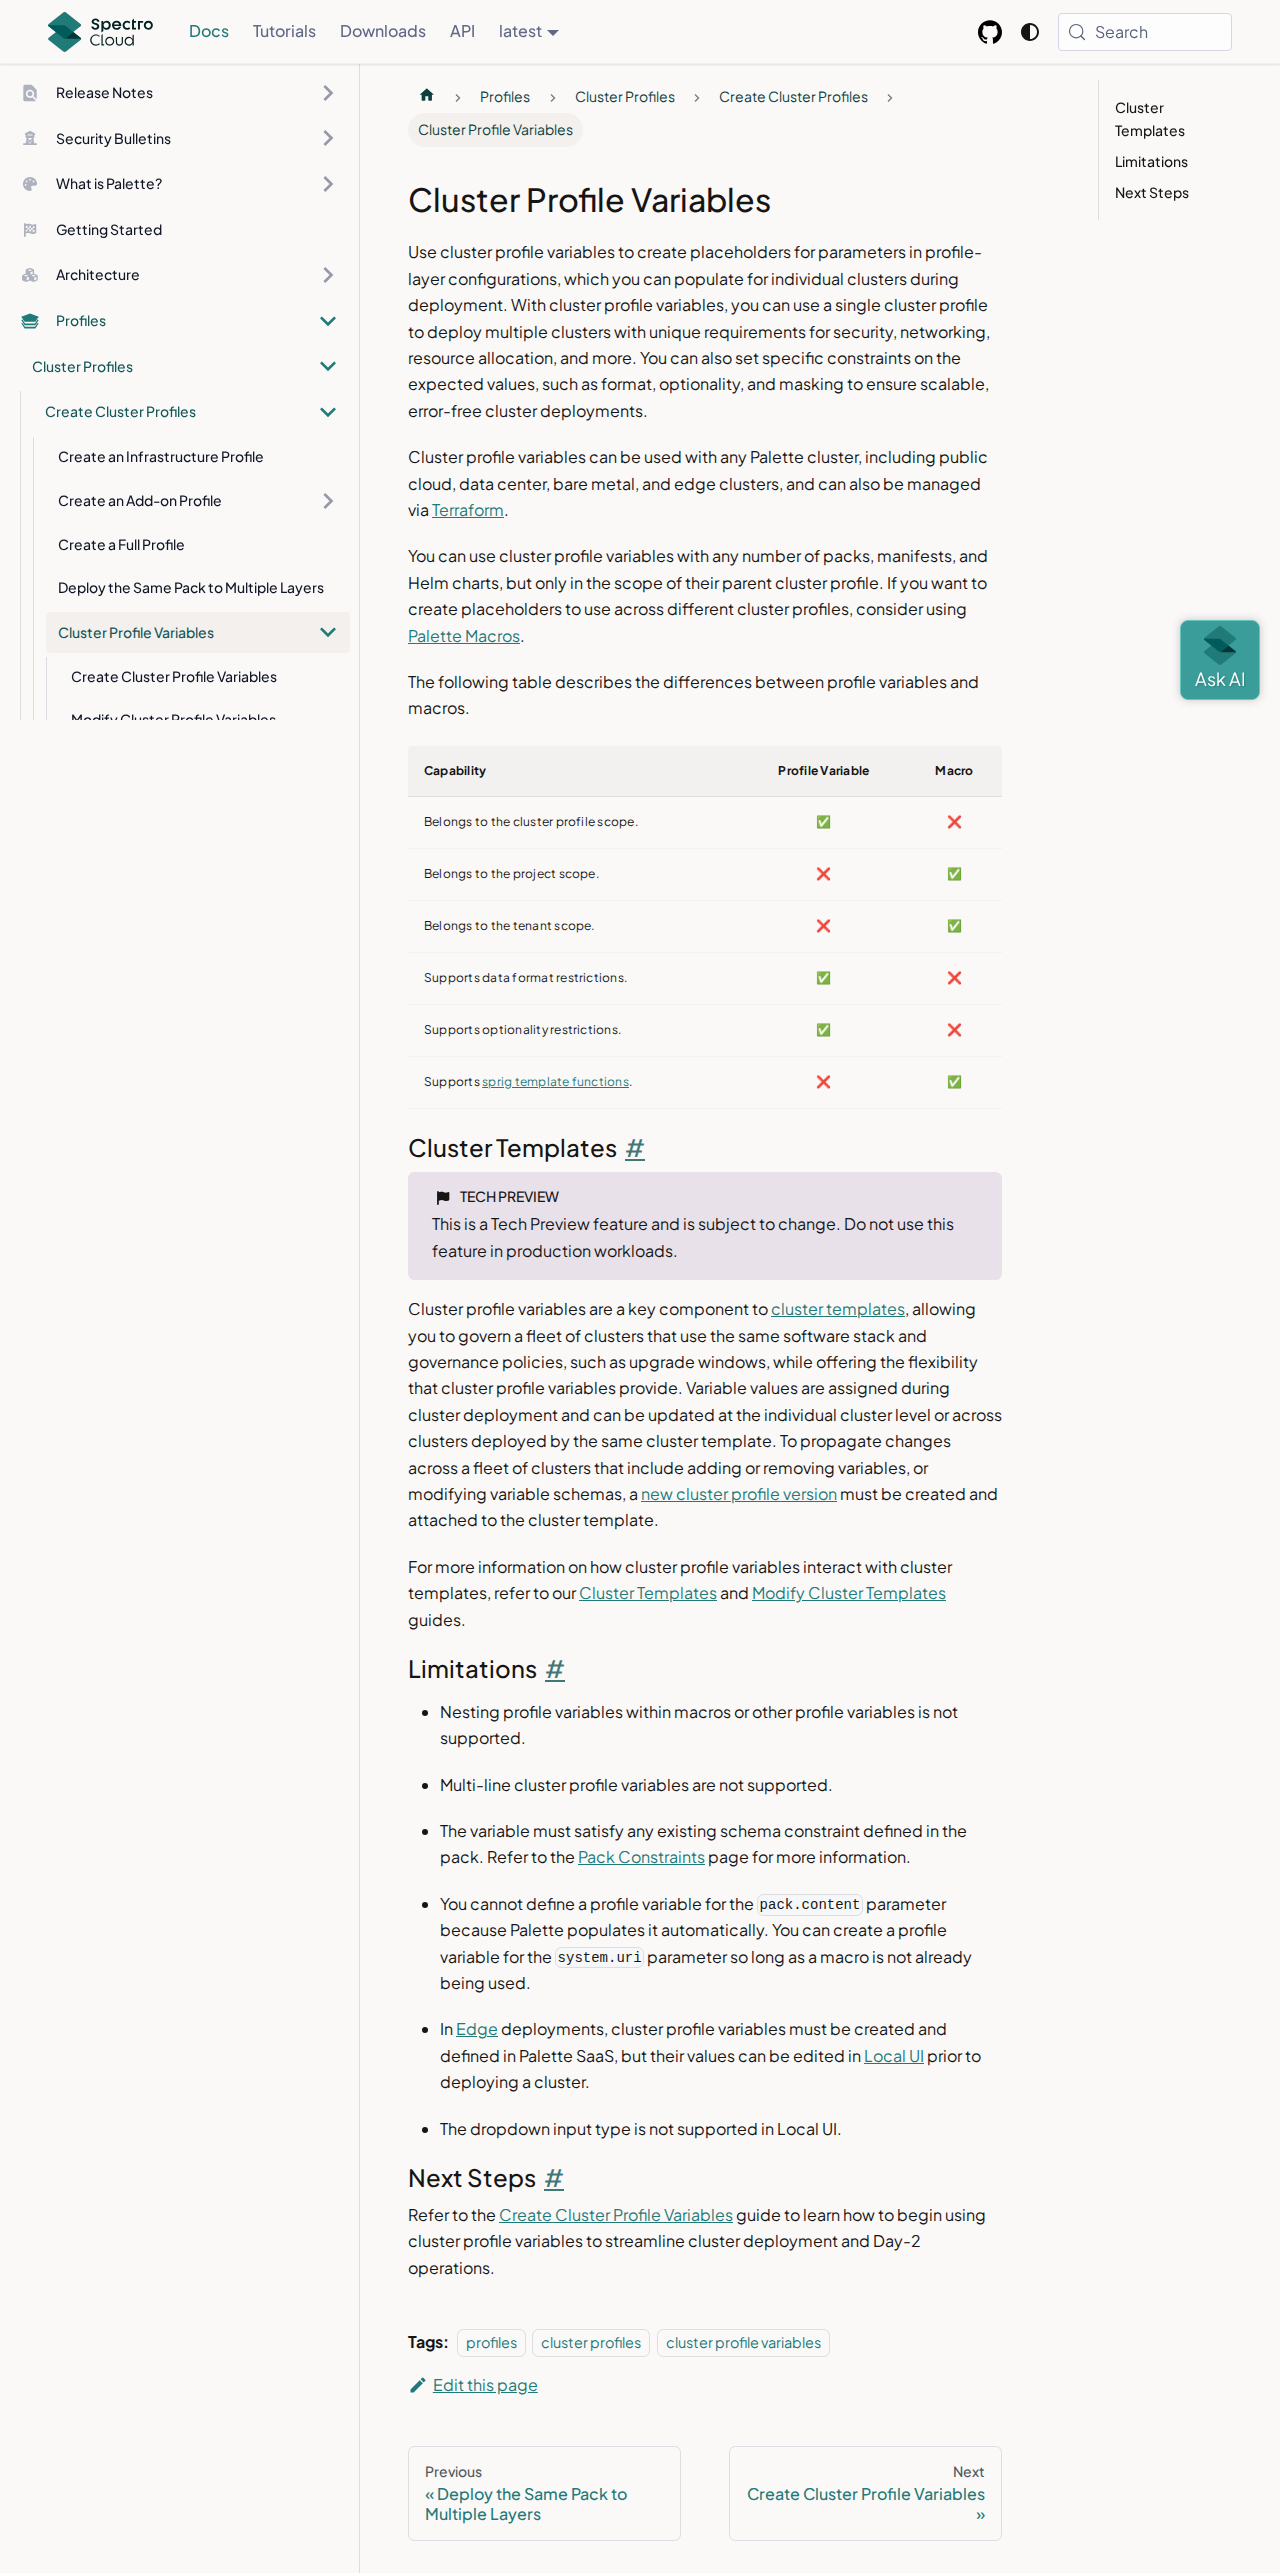 Spectro Cloud
Docs
Tutorials
Downloads
API
latest
Search
Release Notes
Security Bulletins
What is Palette?
Getting Started
Architecture
Profiles
Cluster Profiles
Create Cluster Profiles
Create an Infrastructure Profile
Create an Add-on Profile
Create a Full Profile
Deploy the Same Pack to Multiple Layers
Cluster Profile Variables
Create Cluster Profile Variables
Modify Cluster Profile Variables
Profiles
Cluster Profiles
Create Cluster Profiles
Cluster Profile Variables
Cluster Profile Variables
Use cluster profile variables to create placeholders for parameters in profile-
layer configurations, which you can populate for individual clusters during
deployment. With cluster profile variables, you can use a single cluster profile
to deploy multiple clusters with unique requirements for security, networking,
resource allocation, and more. You can also set specific constraints on the
expected values, such as format, optionality, and masking to ensure scalable,
error-free cluster deployments.
Cluster profile variables can be used with any Palette cluster, including public
cloud, data center, bare metal, and edge clusters, and can also be managed
via Terraform.
You can use cluster profile variables with any number of packs, manifests, and
Helm charts, but only in the scope of their parent cluster profile. If you want to
create placeholders to use across different cluster profiles, consider using
Palette Macros.
The following table describes the differences between profile variables and
macros.
Capability Profile Variable Macro
Belongs to the cluster profile scope. ✅ ❌
Belongs to the project scope. ❌ ✅
Belongs to the tenant scope. ❌ ✅
Supports data format restrictions. ✅ ❌
Supports optionality restrictions. ✅ ❌
Supports sprig template functions. ❌ ✅
Cluster Templates #
TECH PREVIEW
This is a Tech Preview feature and is subject to change. Do not use this
feature in production workloads.
Cluster profile variables are a key component to cluster templates, allowing
you to govern a fleet of clusters that use the same software stack and
governance policies, such as upgrade windows, while offering the flexibility
that cluster profile variables provide. Variable values are assigned during
cluster deployment and can be updated at the individual cluster level or across
clusters deployed by the same cluster template. To propagate changes
across a fleet of clusters that include adding or removing variables, or
modifying variable schemas, a new cluster profile version must be created and
attached to the cluster template.
For more information on how cluster profile variables interact with cluster
templates, refer to our Cluster Templates and Modify Cluster Templates
guides.
Limitations #
• Nesting profile variables within macros or other profile variables is not
supported.
• Multi-line cluster profile variables are not supported.
• The variable must satisfy any existing schema constraint defined in the
pack. Refer to the Pack Constraints page for more information.
• You cannot define a profile variable for the pack.content parameter
because Palette populates it automatically. You can create a profile
variable for the system.uri parameter so long as a macro is not already
being used.
• In Edge deployments, cluster profile variables must be created and
defined in Palette SaaS, but their values can be edited in Local UI prior to
deploying a cluster.
• The dropdown input type is not supported in Local UI.
Next Steps #
Refer to the Create Cluster Profile Variables guide to learn how to begin using
cluster profile variables to streamline cluster deployment and Day-2
operations.
Tags: profiles cluster profiles cluster profile variables
Edit this page
Previous
« Deploy the Same Pack to
Multiple Layers
Next
Create Cluster Profile Variables
»
Cluster
Templates
Limitations
Next Steps
Ask AI